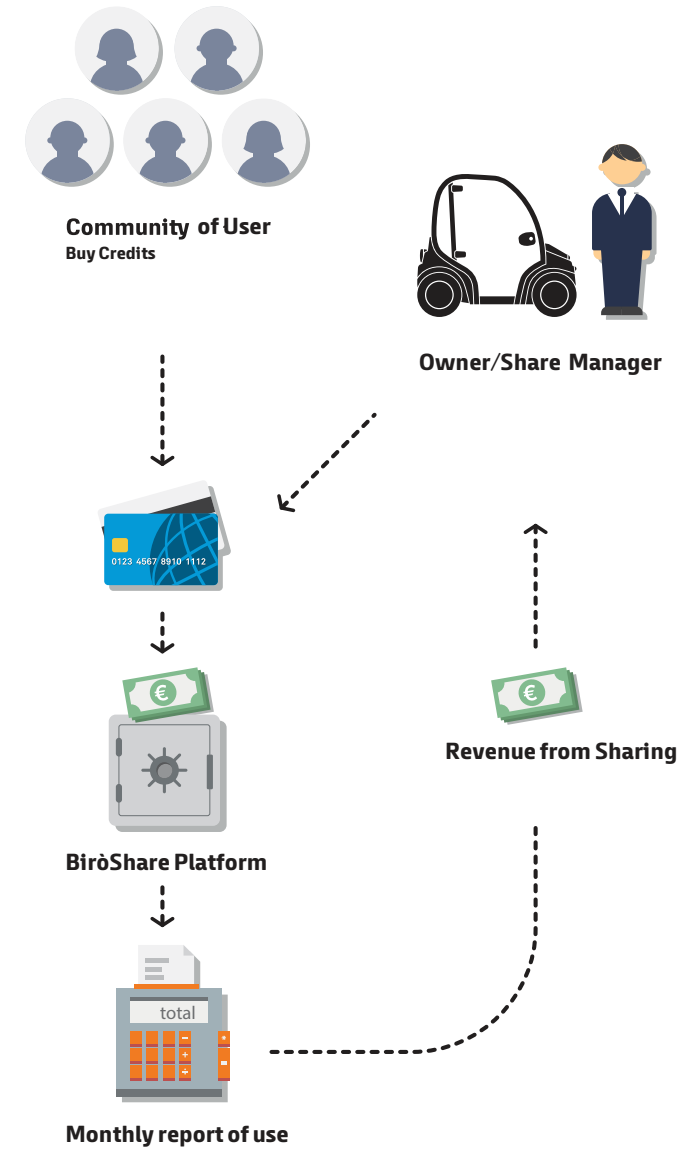 Community of User
Buy Credits
Owner/Share Manager
0123 4567 8910 1112
€
€
Revenue from Sharing
BiròShare Platform
total
Monthly report of use